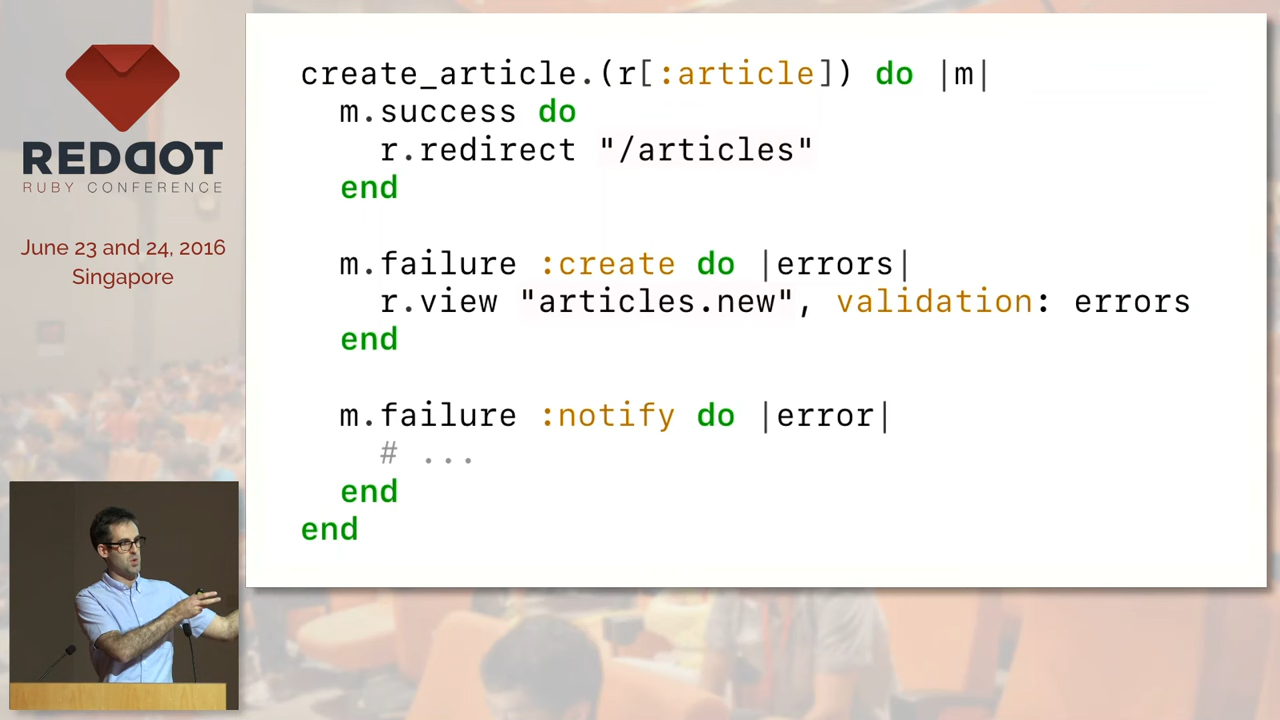 REDDOT
RUBY CONFERENCE
June 23 and 24, 2016
Singapore
create_article.(r[:article]) do |m|
  m.success do
    r.redirect "/articles"
  end

  m.failure :create do |errors|
    r.view "articles.new", validation: errors
  end

  m.failure :notify do |error|
    # ...
  end
end